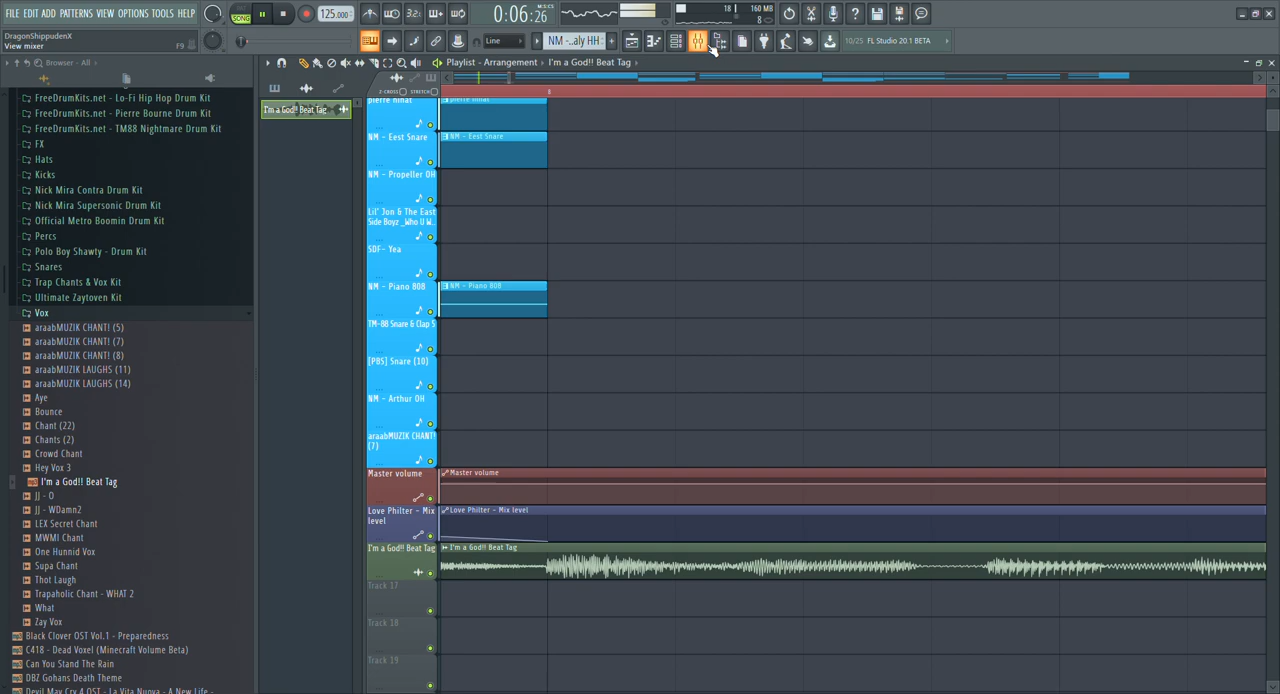 FILE EDIT ADD PATTERNS VIEW OPTIONS TOOLS HELP
SONG
125.000
0:06:26
M:S:CS
18
160 MB
8
DragonShippudenX
View mixer
F9
Line
NM -..aly HH
10/25 FL Studio 20.1 BETA
Browser - All
Playlist - Arrangement › I'm a God!! Beat Tag ›
Z-CROSS
STRETCH
FreeDrumKits.net - Lo-Fi Hip Hop Drum Kit
FreeDrumKits.net - Pierre Bourne Drum Kit
FreeDrumKits.net - TM88 Nightmare Drum Kit
FX
Hats
Kicks
Nick Mira Contra Drum Kit
Nick Mira Supersonic Drum Kit
Official Metro Boomin Drum Kit
Percs
Polo Boy Shawty - Drum Kit
Snares
Trap Chants & Vox Kit
Ultimate Zaytoven Kit
Vox
araabMUZIK CHANT! (5)
araabMUZIK CHANT! (7)
araabMUZIK CHANT! (8)
araabMUZIK LAUGHS (11)
araabMUZIK LAUGHS (14)
Aye
Bounce
Chant (22)
Chants (2)
Crowd Chant
Hey Vox 3
I'm a God!! Beat Tag
JJ - O
JJ - WDamn2
LEX Secret Chant
MWMI Chant
One Hunnid Vox
Supa Chant
Thot Laugh
Trapaholic Chant - WHAT 2
What
Zay Vox
Black Clover OST Vol.1 - Preparedness
C418 - Dead Voxel (Minecraft Volume Beta)
Can You Stand The Rain
DBZ Gohans Death Theme
Devil May Cry 4 OST - La Vita Nuova - A New Life -
I'm a God!! Beat Tag
pierre hihat
pierre hihat
NM - Eest Snare
NM - Eest Snare
NM - Propeller OH
Lil' Jon & The East
Side Boyz _Who U W.
SDF- Yea
NM - Piano 808
NM - Piano 808
TM-88 Snare & Clap 5
[PBS] Snare (10)
NM - Arthur OH
araabMUZIK CHANT!
(7)
Master volume
Master volume
Love Philter - Mix
level
Love Philter - Mix level
I'm a God!! Beat Tag
I'm a God!! Beat Tag
Track 17
Track 18
Track 19